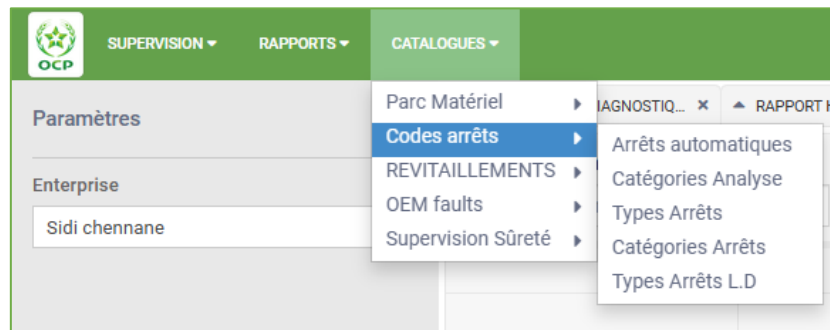 OCP
SUPERVISION
RAPPORTS
CATALOGUES
Paramètres
Enterprise
Sidi chennane
Parc Matériel
Codes arrêts
REVITAILLEMENTS
OEM faults
Supervision Sûreté
IAGNOSTIQ... ×
RAPPORT H
Arrêts automatiques
Catégories Analyse
Types Arrêts
Catégories Arrêts
Types Arrêts L.D